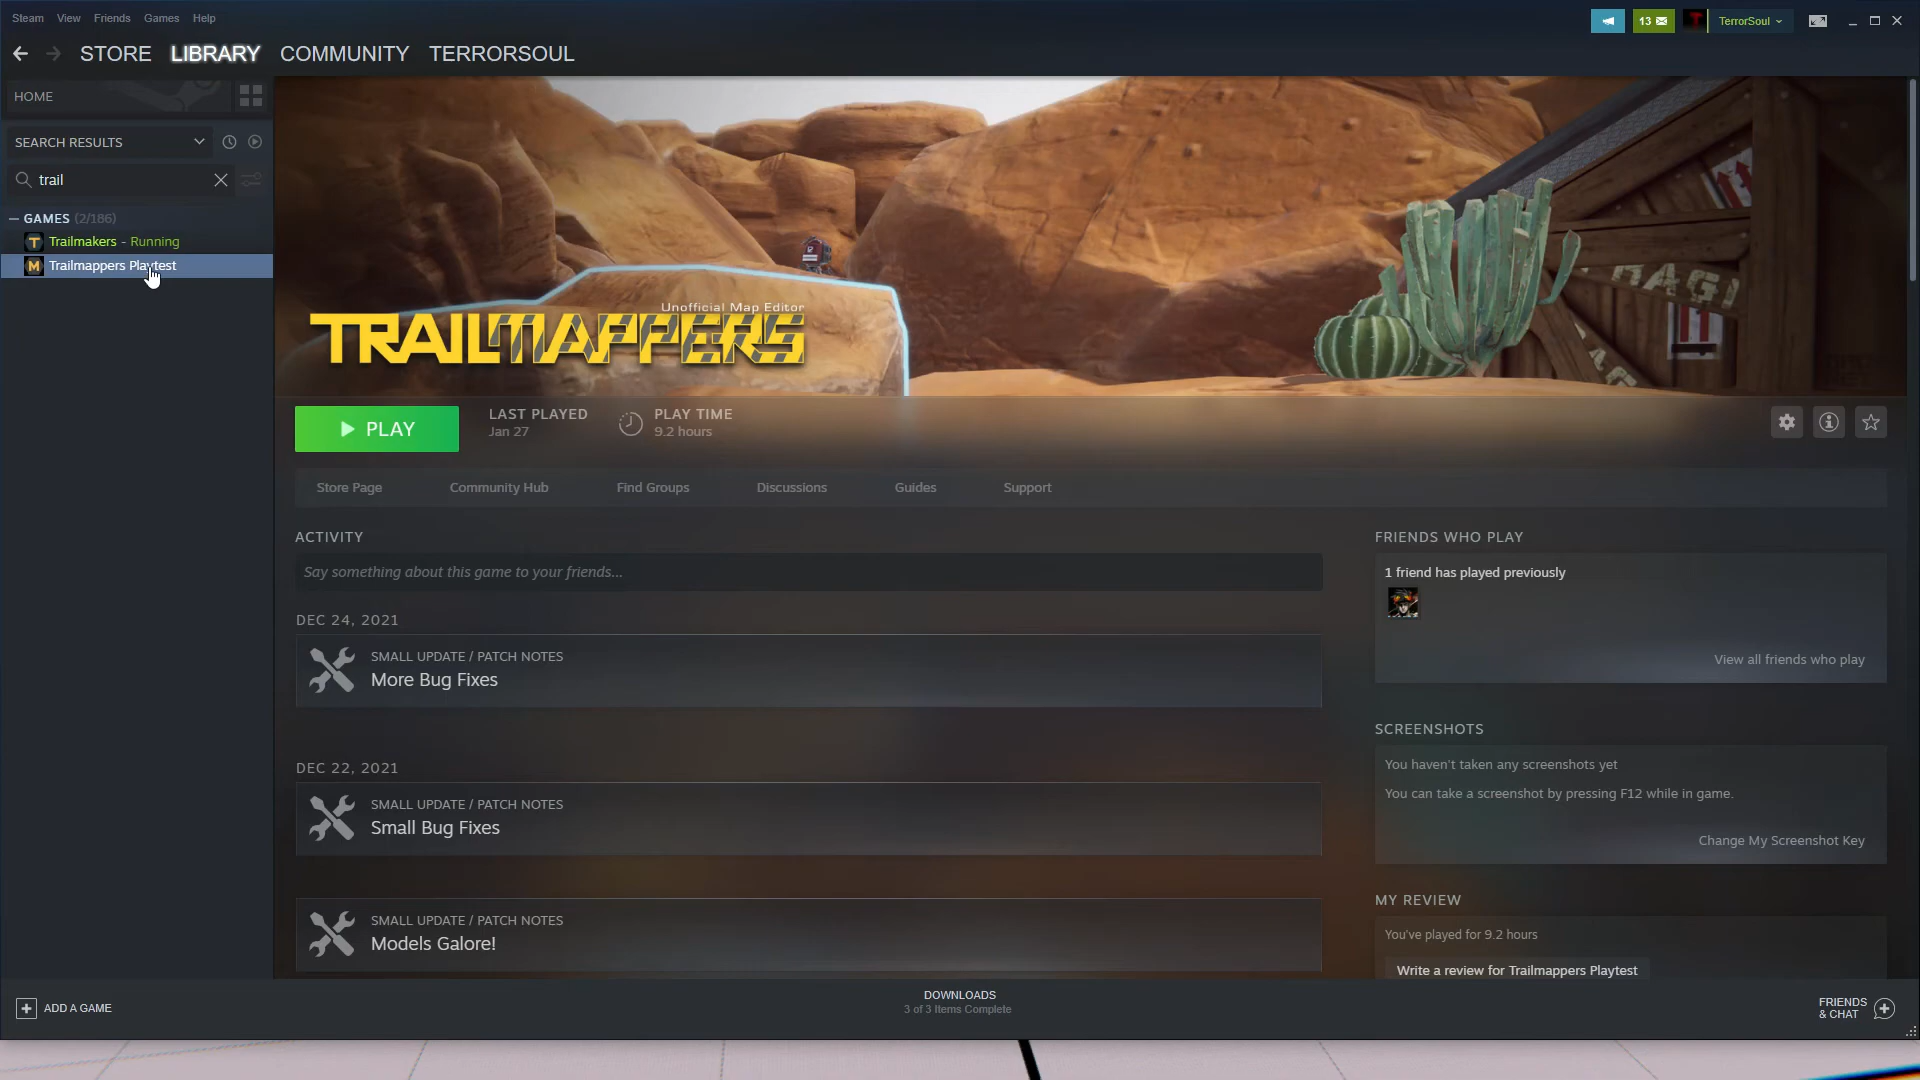 Steam View Friends Games Help
13
TerrorSoul
STORE LIBRARY COMMUNITY TERRORSOUL
HOME
SEARCH RESULTS
trail
GAMES (2/186)
Trailmakers - Running
Trailmappers Playtest
Unofficial Map Editor
TRAILMAPPERS
PLAY
LAST PLAYED
Jan 27
PLAY TIME
9.2 hours
Store Page
Community Hub
Find Groups
Discussions
Guides
Support
ACTIVITY
Say something about this game to your friends...
DEC 24, 2021
SMALL UPDATE / PATCH NOTES
More Bug Fixes
DEC 22, 2021
SMALL UPDATE / PATCH NOTES
Small Bug Fixes
SMALL UPDATE / PATCH NOTES
Models Galore!
FRIENDS WHO PLAY
1 friend has played previously
View all friends who play
SCREENSHOTS
You haven't taken any screenshots yet
You can take a screenshot by pressing F12 while in game.
Change My Screenshot Key
MY REVIEW
You've played for 9.2 hours
Write a review for Trailmappers Playtest
ADD A GAME
DOWNLOADS
3 of 3 Items Complete
FRIENDS
& CHAT